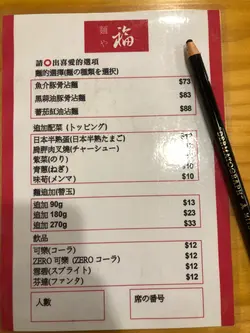 麵や 福
請○出喜愛的選項
麵的選擇(麵の種類を選択)
魚介豚骨沾麵 $73
黑蒜油豚骨沾麵 $83
蕃茄紅油沾麵 $88
追加配菜 (トッピング)
日本半熟蛋(日本半熟たまご)
腌胖肉叉燒(チャーシュー)
紫菜(のり) $10
青蔥(ねぎ) $10
味筍(メンマ) $10
麵追加(替玉)
追加 90g $13
追加 180g $23
追加 270g $33
飲品
可樂(コーラ) $12
ZERO 可樂 (ZERO コーラ) $12
雪碧(スプライト) $12
芬達(ファンタ) $12
人數
席の番号